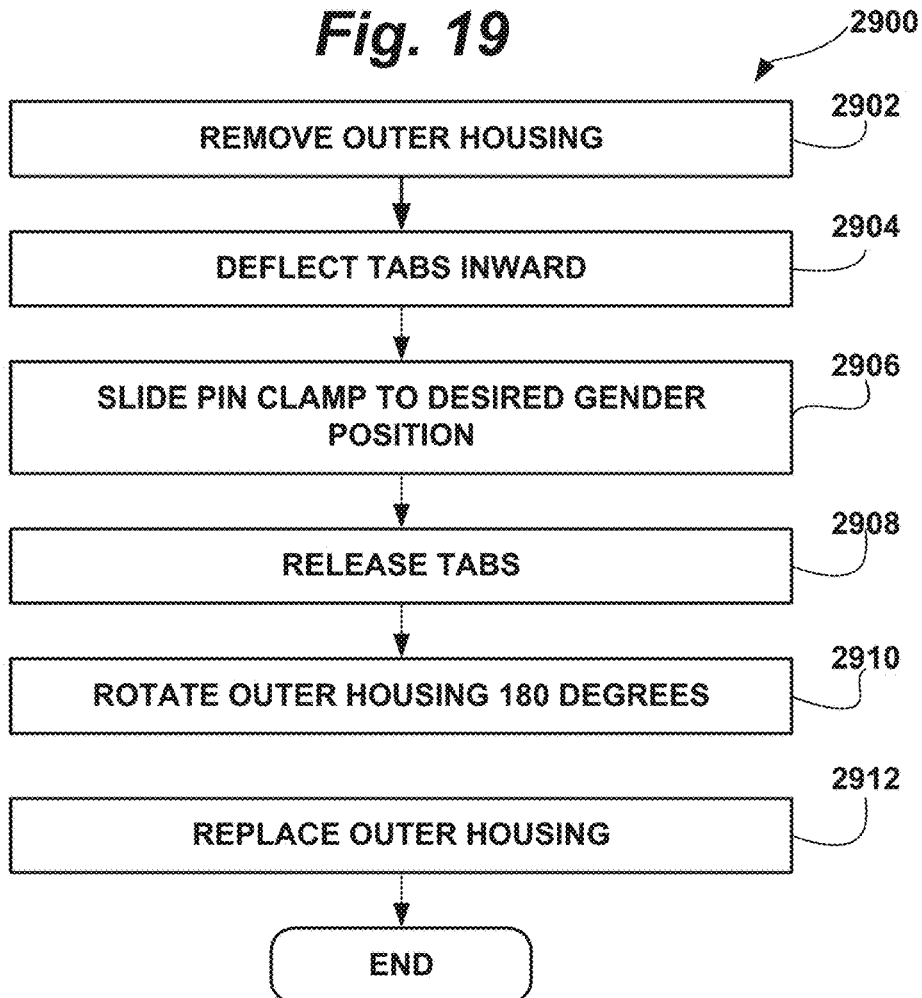 Fig. 19
2900
2902
REMOVE OUTER HOUSING
2904
DEFLECT TABS INWARD
2906
SLIDE PIN CLAMP TO DESIRED GENDER
POSITION
2908
RELEASE TABS
2910
ROTATE OUTER HOUSING 180 DEGREES
2912
REPLACE OUTER HOUSING
END